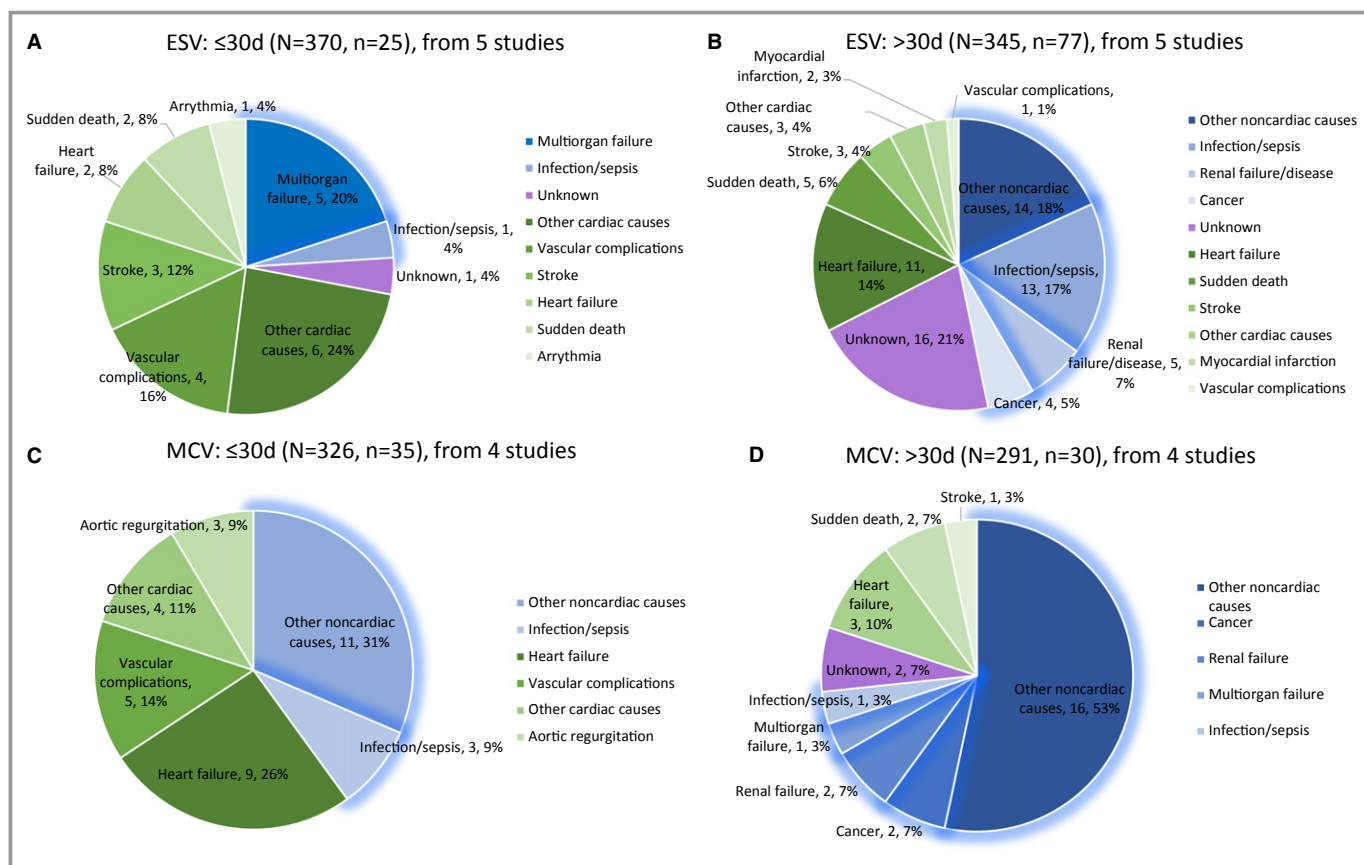 A
ESV: ≤30d (N=370, n=25), from 5 studies
Arrythmia, 1, 4%
Sudden death, 2, 8%
Heart
failure, 2, 8%
Multiorgan
failure, 5, 20%
Infection/sepsis, 1,
4%
Unknown, 1, 4%
Stroke, 3, 12%
Other cardiac
causes, 6, 24%
Vascular
complications, 4,
16%
Multiorgan failure
Infection/sepsis
Unknown
Other cardiac causes
Vascular complications
Stroke
Heart failure
Sudden death
Arrythmia
B
ESV: >30d (N=345, n=77), from 5 studies
Myocardial
infarction, 2, 3%
Vascular complications,
1, 1%
Other cardiac
causes, 3, 4%
Stroke, 3, 4%
Sudden death, 5, 6%
Other noncardiac
causes, 14, 18%
Heart failure, 11,
14%
Infection/sepsis,
13, 17%
Unknown, 16, 21%
Renal
failure/disease, 5,
7%
Cancer, 4, 5%
Other noncardiac causes
Infection/sepsis
Renal failure/disease
Cancer
Unknown
Heart failure
Sudden death
Stroke
Other cardiac causes
Myocardial infarction
Vascular complications
C
MCV: ≤30d (N=326, n=35), from 4 studies
Aortic regurgitation, 3, 9%
Other cardiac
causes, 4, 11%
Other noncardiac
causes, 11, 31%
Vascular
complications,
5, 14%
Infection/sepsis, 3, 9%
Heart failure, 9, 26%
Other noncardiac causes
Infection/sepsis
Heart failure
Vascular complications
Other cardiac causes
Aortic regurgitation
D
MCV: >30d (N=291, n=30), from 4 studies
Stroke, 1, 3%
Sudden death, 2, 7%
Heart
failure,
3, 10%
Unknown, 2, 7%
Infection/sepsis, 1, 3%
Multiorgan
failure, 1, 3%
Renal failure, 2, 7%
Cancer, 2, 7%
Other noncardiac
causes, 16, 53%
Other noncardiac
causes
Cancer
Renal failure
Multiorgan failure
Infection/sepsis